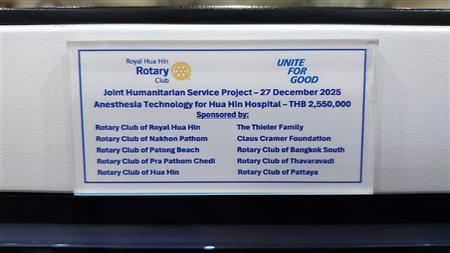 Royal Hua Hin
Rotary
Club
UNITE
FOR
GOOD
Joint Humanitarian Service Project – 27 December 2025
Anesthesia Technology for Hua Hin Hospital – THB 2,550,000
Sponsored by:
Rotary Club of Royal Hua Hin
Rotary Club of Nakhon Pathom
Rotary Club of Patong Beach
Rotary Club of Pra Pathom Chedi
Rotary Club of Hua Hin
The Thieler Family
Claus Cramer Foundation
Rotary Club of Bangkok South
Rotary Club of Thavaravadi
Rotary Club of Pattaya